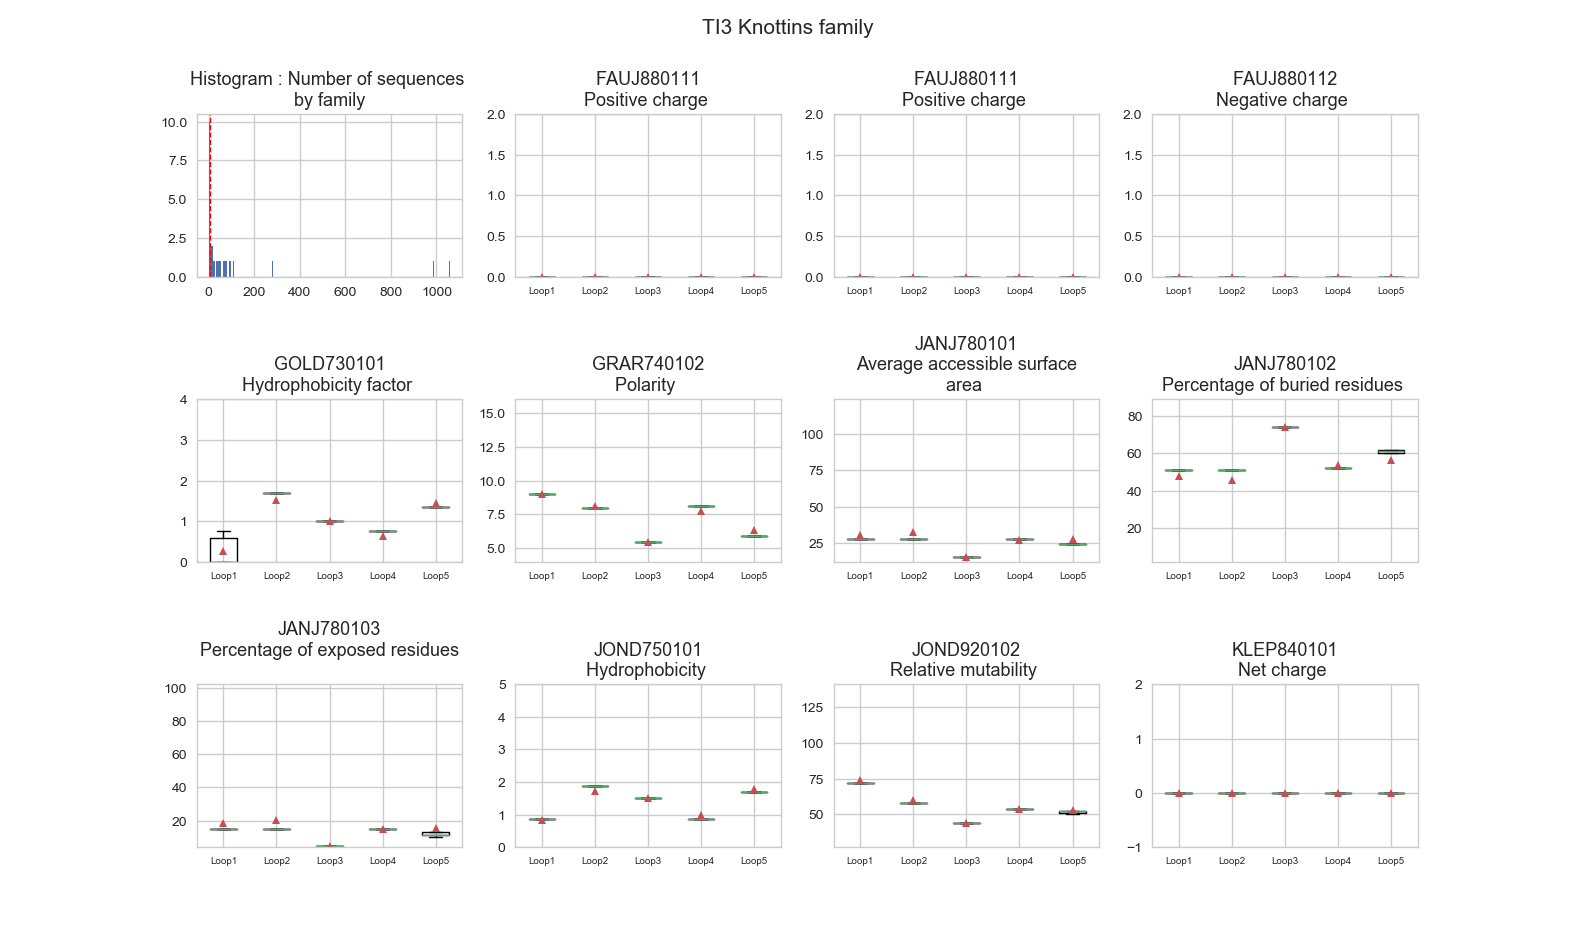 TI3 Knottins family
Histogram : Number of sequences
by family
10.0
7.5
5.0
2.5
0.0
0 200 400 600 800 1000
FAUJ880111
Positive charge
2.0
1.5
1.0
0.5
0.0
Loop1 Loop2 Loop3 Loop4 Loop5
FAUJ880111
Positive charge
2.0
1.5
1.0
0.5
0.0
Loop1 Loop2 Loop3 Loop4 Loop5
FAUJ880112
Negative charge
2.0
1.5
1.0
0.5
0.0
Loop1 Loop2 Loop3 Loop4 Loop5
GOLD730101
Hydrophobicity factor
4
3
2
1
0
Loop1 Loop2 Loop3 Loop4 Loop5
GRAR740102
Polarity
15.0
12.5
10.0
7.5
5.0
Loop1 Loop2 Loop3 Loop4 Loop5
JANJ780101
Average accessible surface
area
100
75
50
25
Loop1 Loop2 Loop3 Loop4 Loop5
JANJ780102
Percentage of buried residues
80
60
40
20
Loop1 Loop2 Loop3 Loop4 Loop5
JANJ780103
Percentage of exposed residues
100
80
60
40
20
Loop1 Loop2 Loop3 Loop4 Loop5
JOND750101
Hydrophobicity
5
4
3
2
1
0
Loop1 Loop2 Loop3 Loop4 Loop5
JOND920102
Relative mutability
125
100
75
50
Loop1 Loop2 Loop3 Loop4 Loop5
KLEP840101
Net charge
2
1
0
−1
Loop1 Loop2 Loop3 Loop4 Loop5